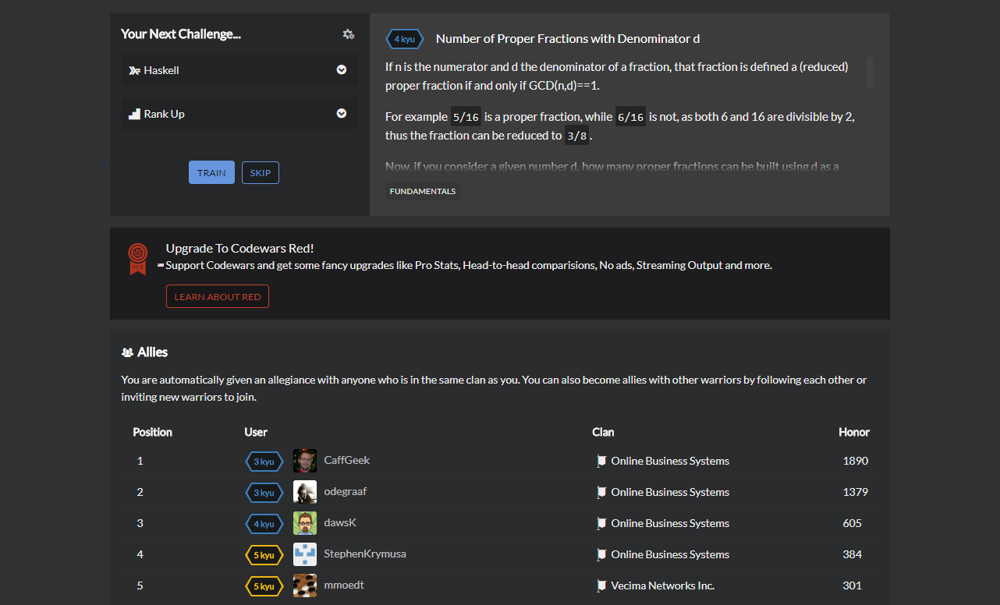 Your Next Challenge...
Haskell
Rank Up
TRAIN SKIP
4 kyu Number of Proper Fractions with Denominator d
If n is the numerator and d the denominator of a fraction, that fraction is defined a (reduced)
proper fraction if and only if GCD(n,d)==1.
For example 5/16 is a proper fraction, while 6/16 is not, as both 6 and 16 are divisible by 2,
thus the fraction can be reduced to 3/8.
Now, if you consider a given number d, how many proper fractions can be built using d as a
FUNDAMENTALS
RED
Upgrade To Codewars Red!
Support Codewars and get some fancy upgrades like Pro Stats, Head-to-head comparisions, No ads, Streaming Output and more.
LEARN ABOUT RED
Allies
You are automatically given an allegiance with anyone who is in the same clan as you. You can also become allies with other warriors by following each other or
inviting new warriors to join.
Position User Clan Honor
1 3 kyu CaffGeek Online Business Systems 1890
2 3 kyu odegraaf Online Business Systems 1379
3 4 kyu dawsK Online Business Systems 605
4 5 kyu StephenKrymusa Online Business Systems 384
5 5 kyu mmoedt Vecima Networks Inc. 301